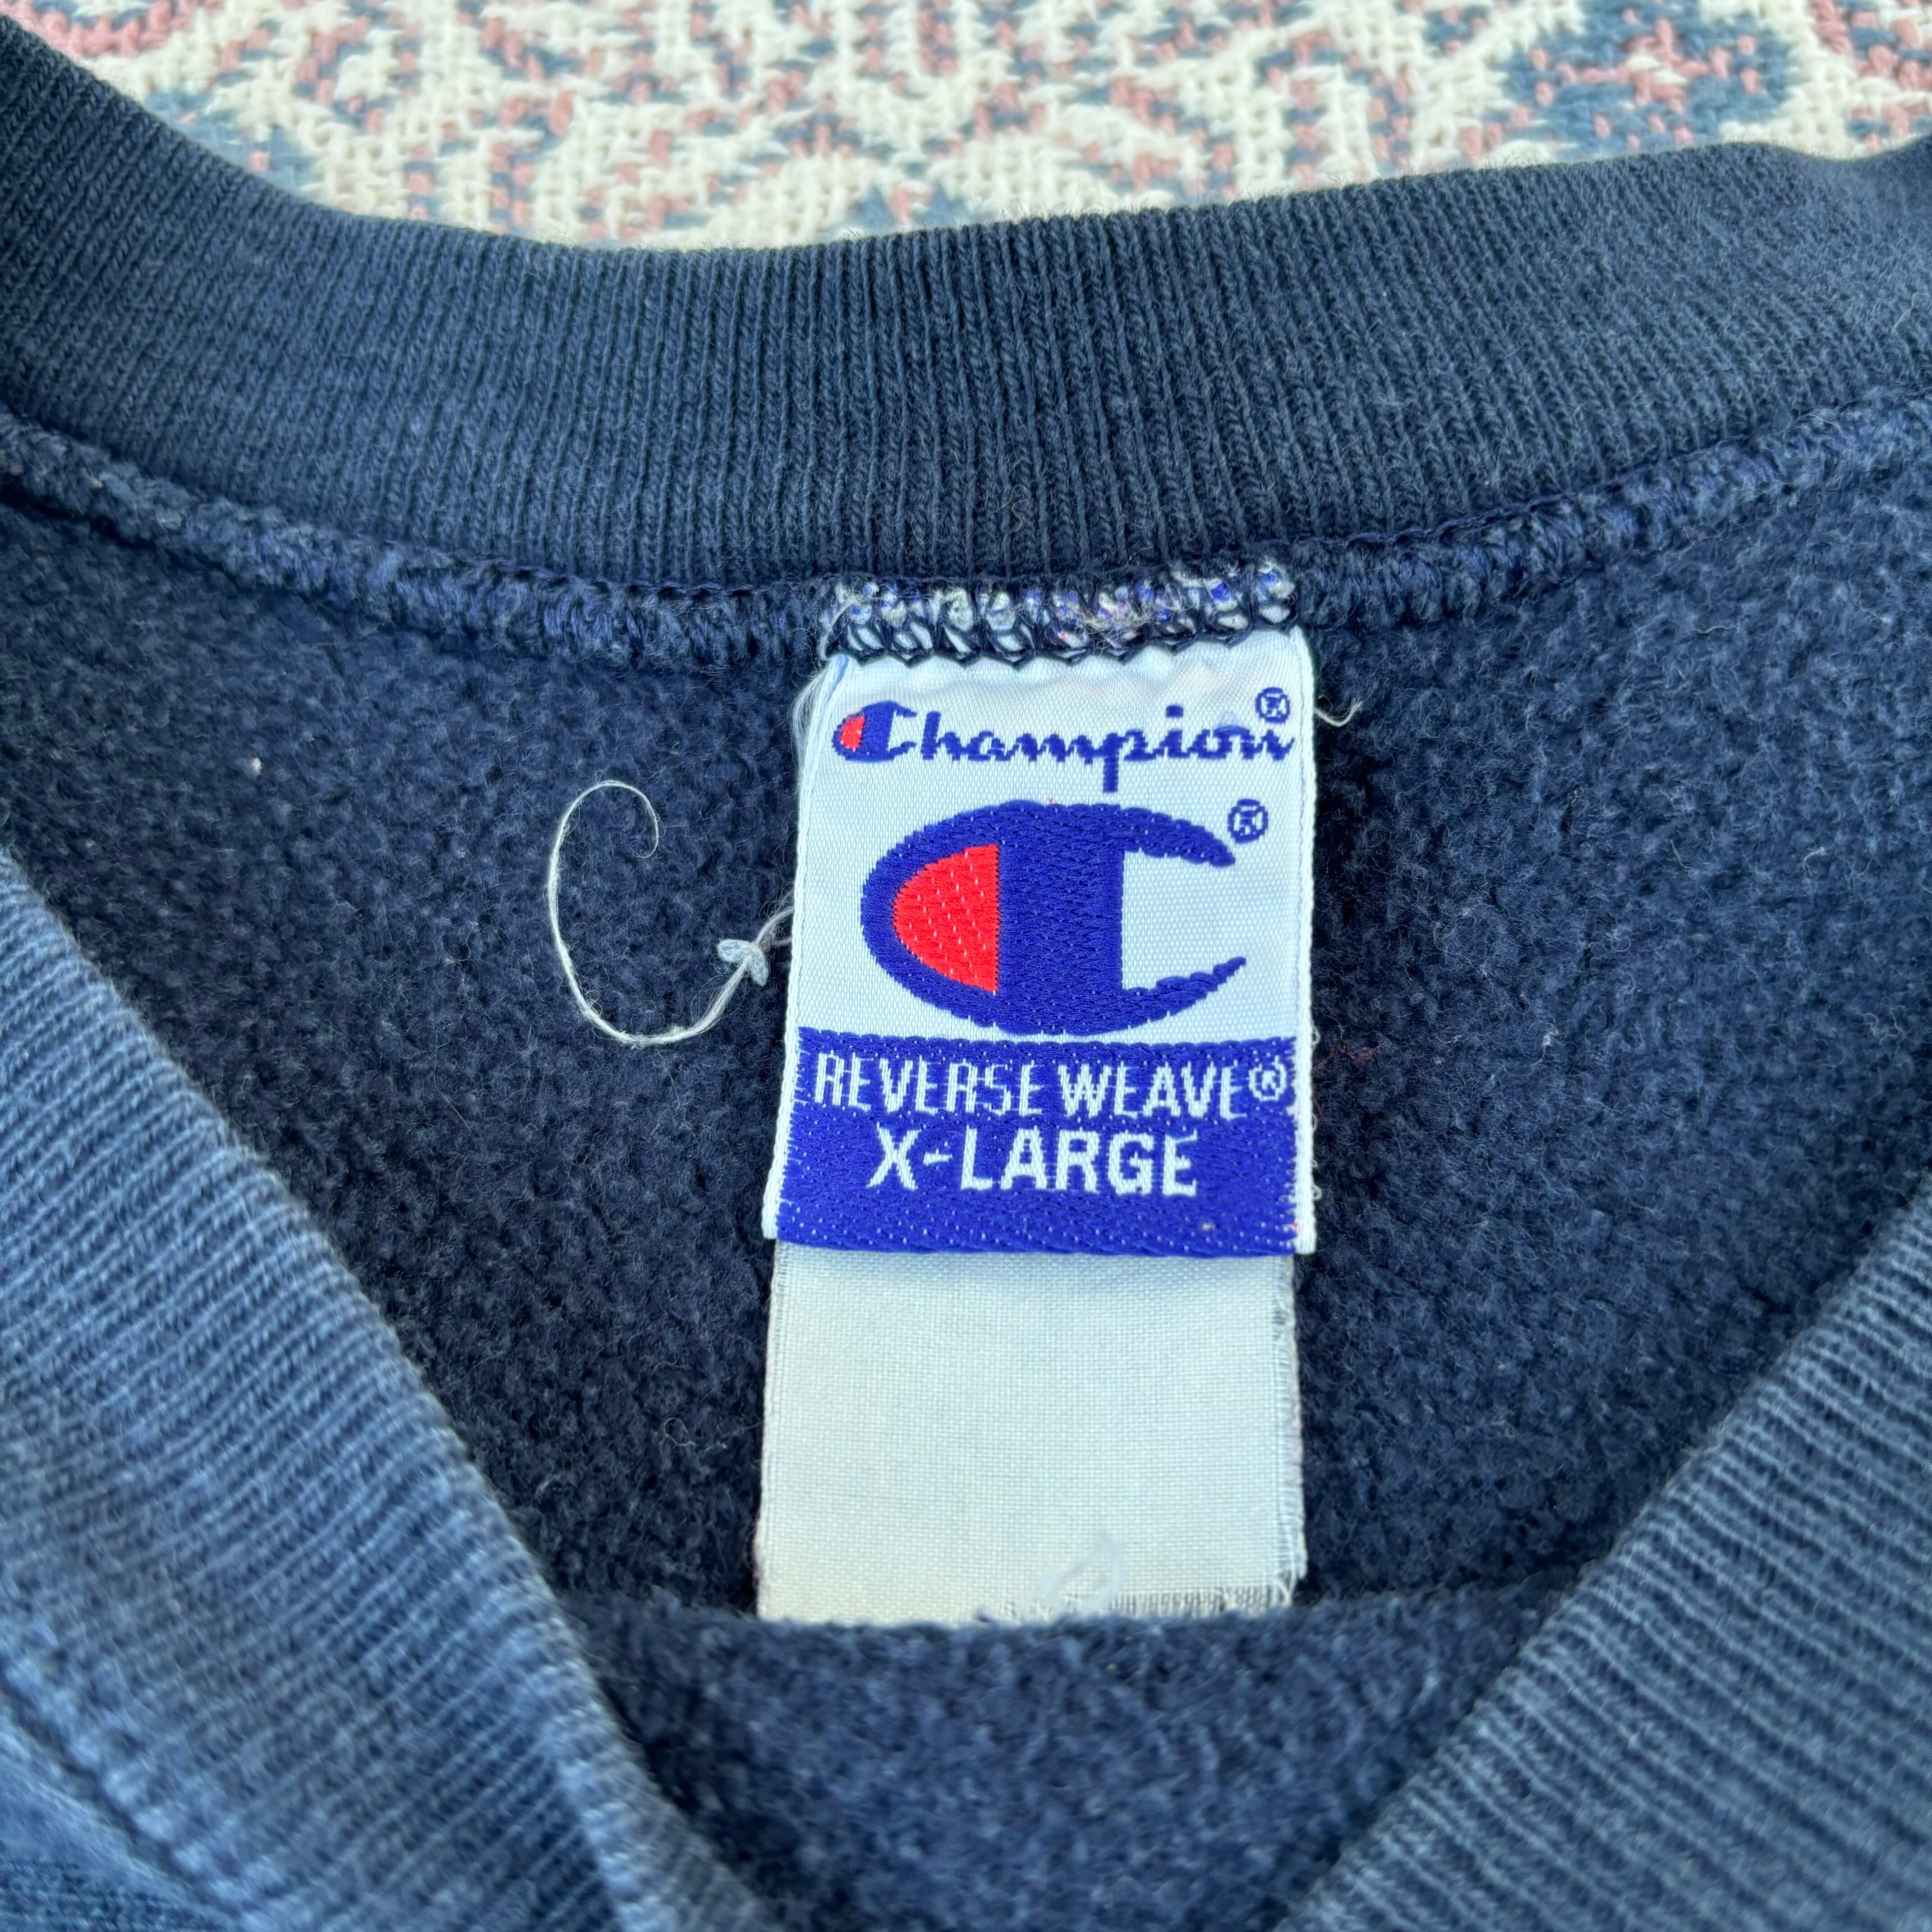 Champion®
®
REVERSE WEAVE®
X-LARGE